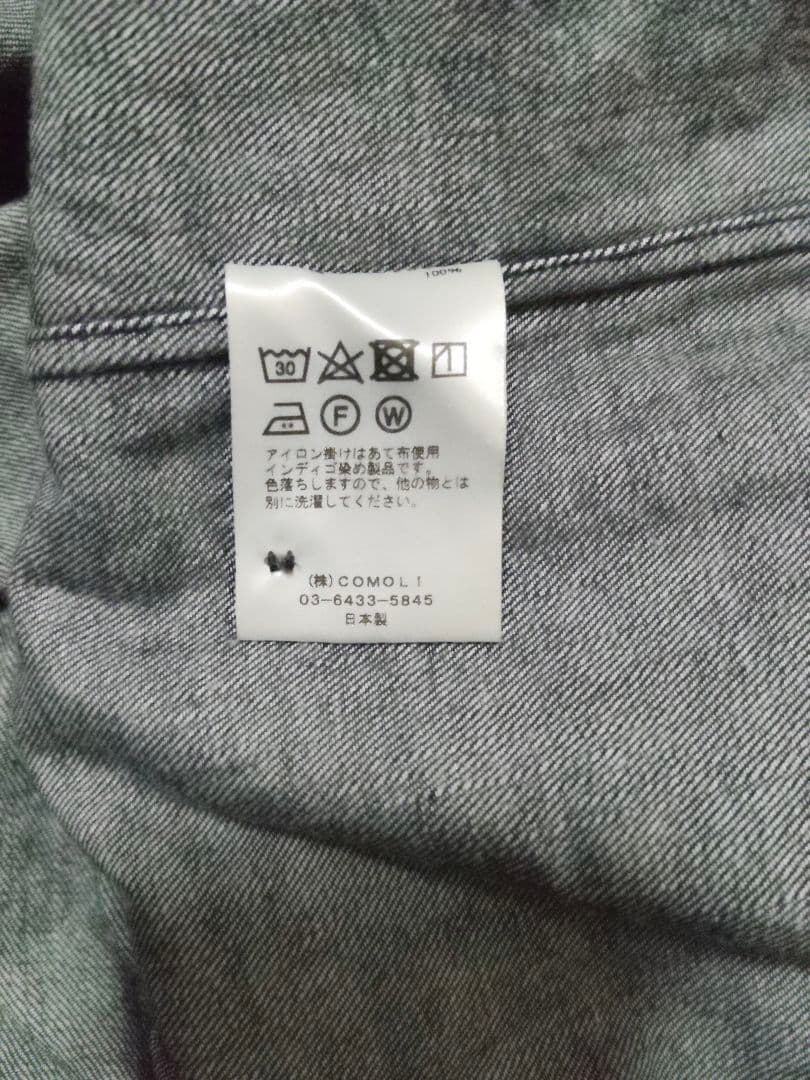 100%
30
F W
アイロン掛けはあて布使用
インディゴ染め製品です。
色落ちしますので、他の物とは
別に洗濯してください。
(株)COMOLI
03-6433-5845
日本製